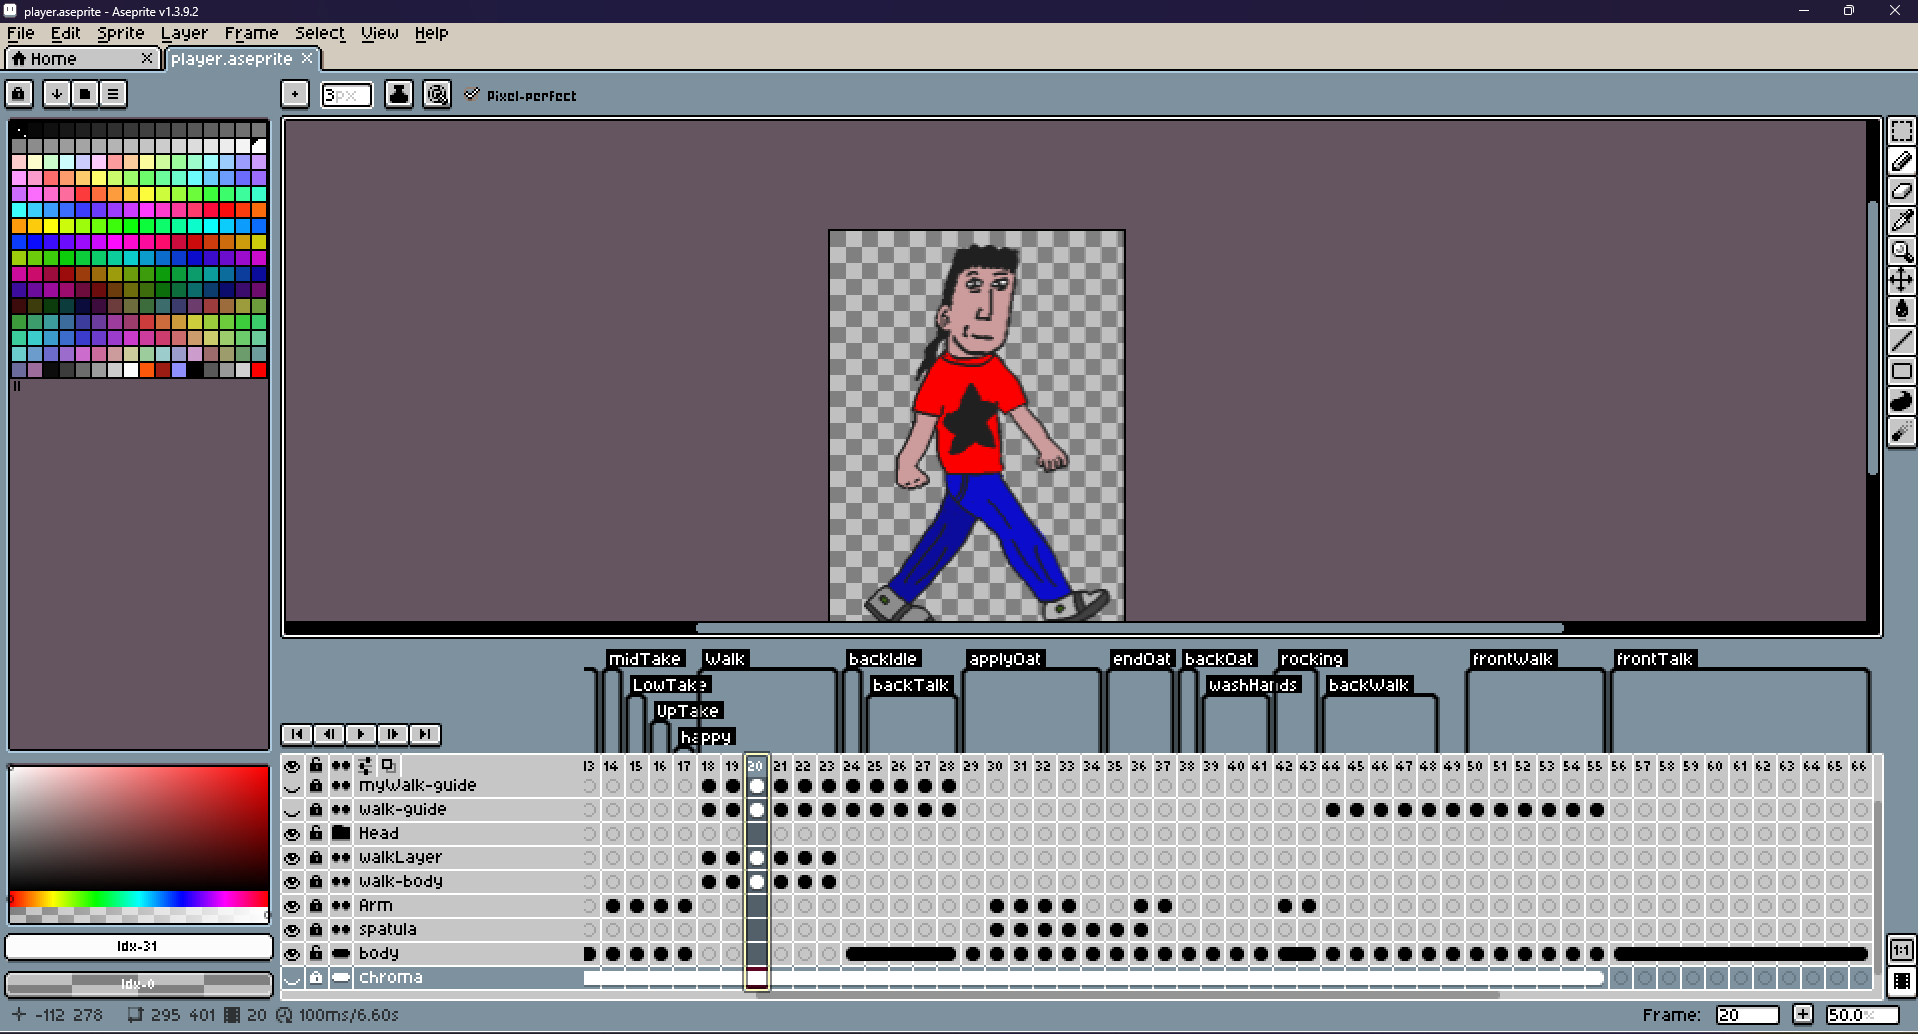 player.aseprite - Aseprite v1.3.9.2
File Edit Sprite Layer Frame Select View Help
Home
player.aseprite
3px
Pixel-perfect
midTake Walk backIdle applyOat endOat backOat rocking frontWalk frontTalk
LowTake backTalk washHands backWalk
UpTake
happy
13 14 15 16 17 18 19 20 21 22 23 24 25 26 27 28 29 30 31 32 33 34 35 36 37 38 39 40 41 42 43 44 45 46 47 48 49 50 51 52 53 54 55 56 57 58 59 60 61 62 63 64 65 66
myWalk-guide
walk-guide
Head
walkLayer
walk-body
Arm
spatula
body
chroma
Idx-31
Idx-0
1:1
-112 278 295 401 20 100ms/6.60s
Frame: 20
50.0%